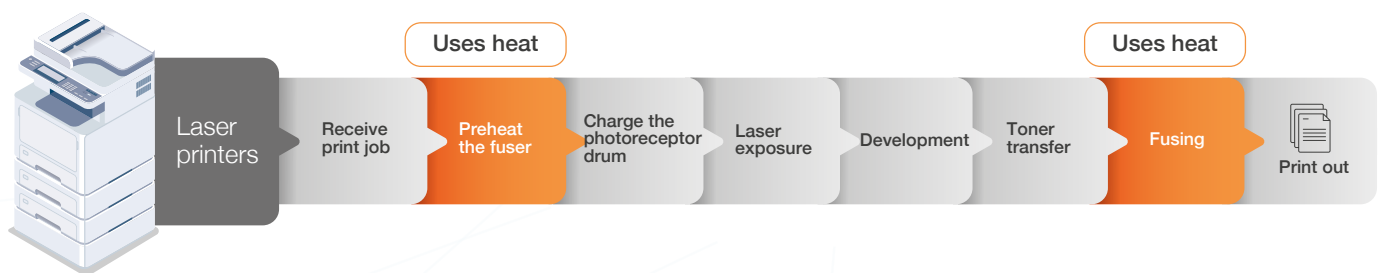 Uses heat
Uses heat
Laser
printers
Receive
print job
Preheat
the fuser
Charge the
photoreceptor
drum
Laser
exposure
Development
Toner
transfer
Fusing
Print out